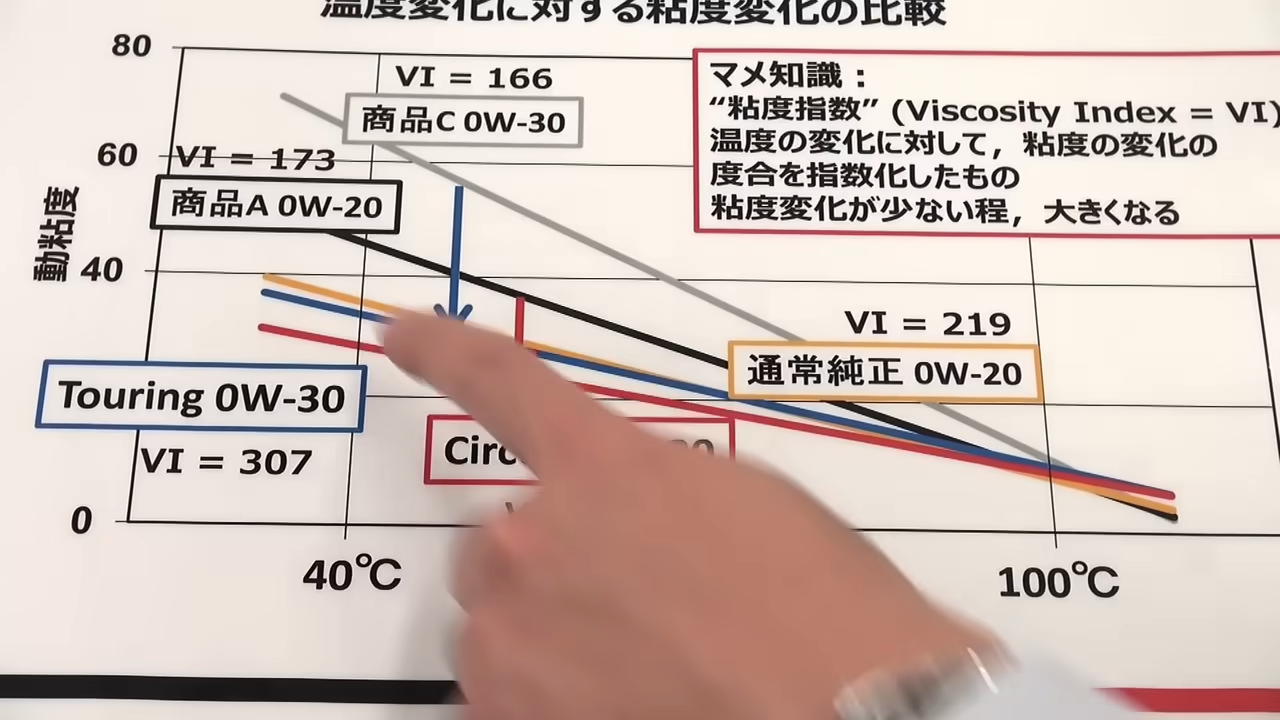 温度変化に対する粘度変化の比較
80
VI = 166
マメ知識：
“粘度指数” (Viscosity Index = VI)
温度の変化に対して，粘度の変化の
度合を指数化したもの
粘度変化が少ない程，大きくなる
商品C 0W-30
60
VI = 173
商品A 0W-20
動粘度
40
VI = 219
通常純正 0W-20
Touring 0W-30
VI = 307
0
40℃
100℃